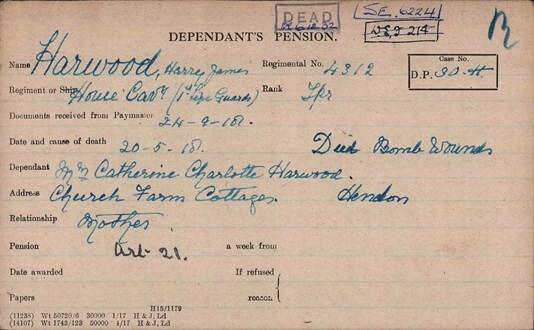 DEAD
S.E. 6224
DEPENDANT'S PENSION.
R
Name Harwood, Harry James Regimental No. 4312 Case No.
Regiment or Ship House Cavy (1st Life Guards) Rank Tpr D.P. 30.H
Documents received from Paymaster 24-9-18.
Date and cause of death 20-5-18. Died Bomb Wounds
Dependant Mrs Catherine Charlotte Harwood.
Address Church Farm Cottages. Hendon
Relationship Mother
Pension Art 21. a week from
Date awarded If refused
Papers reason
H15/1179
(11238) Wt 50720/6 30000 1/17 H & J, Ld
(14107) Wt 1743/123 50000 4/17 H & J, Ld